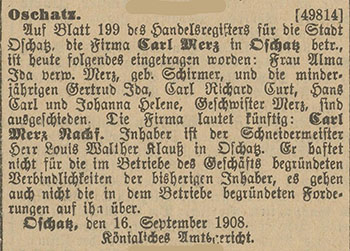 Oschatz. [49814]
Auf Blatt 199 des Handelsregisters für die Stadt
Oschatz, die Firma Carl Merz in Oschatz betr.,
ist heute folgendes eingetragen worden: Frau Alma
Ida verw. Merz, geb. Schirmer, und die minder-
jährigen Gertrud Ida, Carl Richard Curt, Hans
Carl und Johanna Helene, Geschwister Merz, sind
ausgeschieden. Die Firma lautet künftig: Carl
Merz Nachf. Inhaber ist der Schneidermeister
Herr Louis Walther Klauß in Oschatz. Er haftet
nicht für die im Betriebe des Geschäfts begründeten
Verbindlichkeiten der bisherigen Inhaber, es gehen
auch nicht die in dem Betriebe begründeten Forde-
rungen auf ihn über.
Oschatz, den 16. September 1908.
Königliches Amtsgericht.